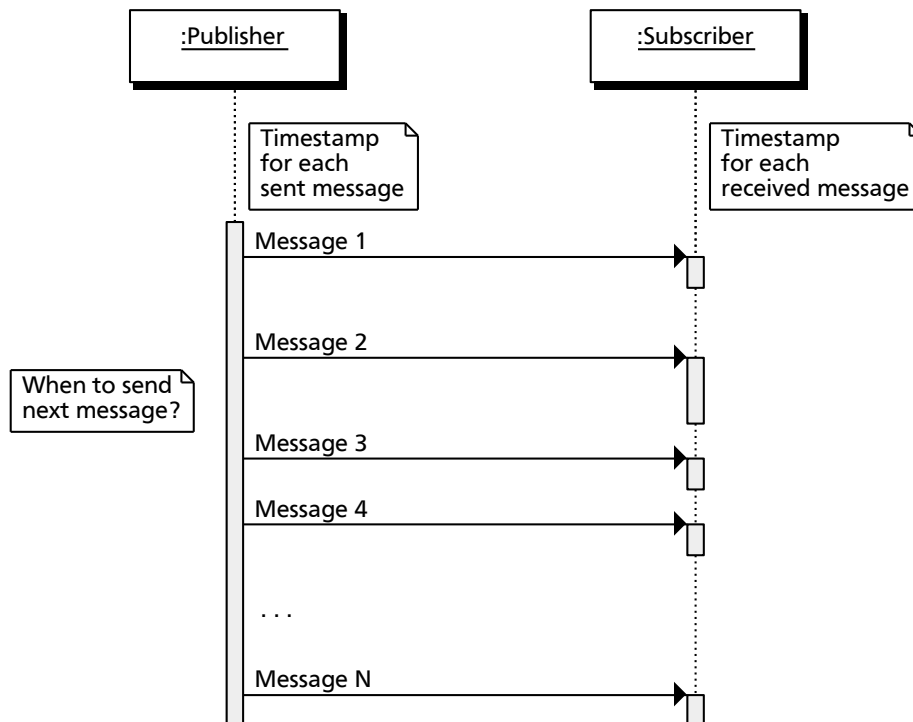 :Publisher
:Subscriber
Timestamp
for each
sent message
Timestamp
for each
received message
Message 1
Message 2
When to send
next message?
Message 3
Message 4
. . .
Message N